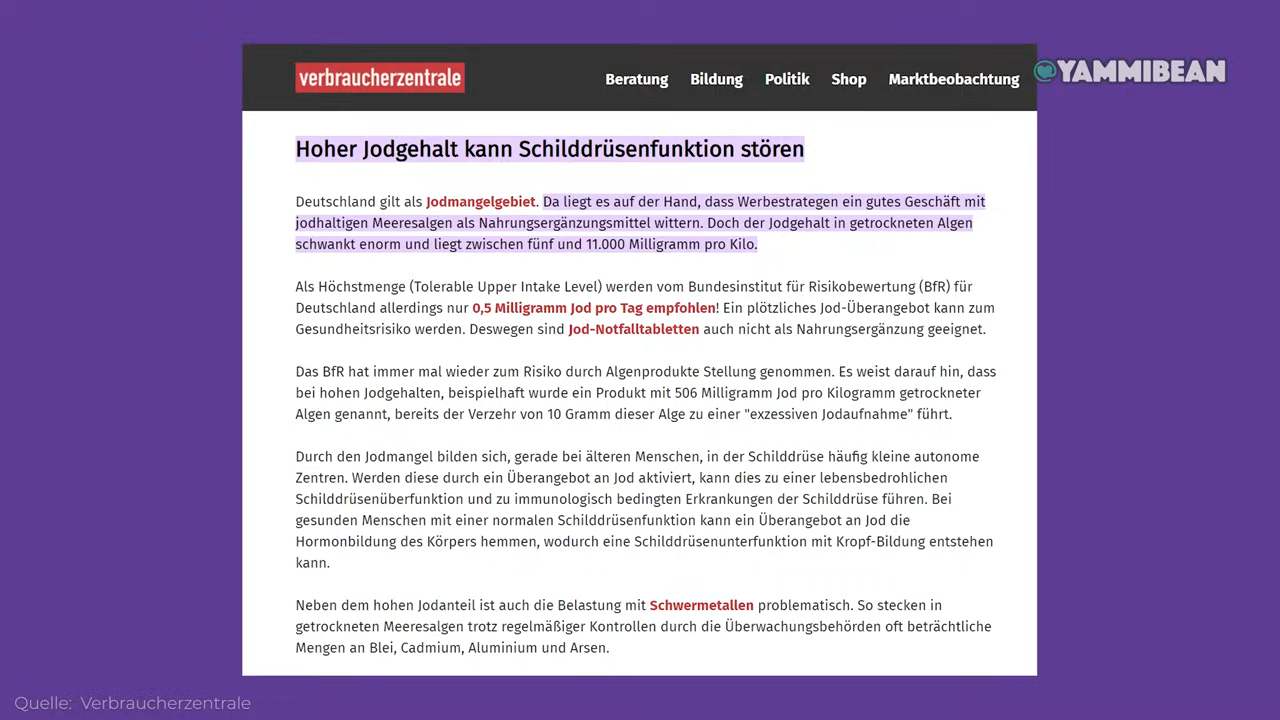 verbraucherzentrale
Beratung Bildung Politik Shop Marktbeobachtung
YAMMIBEAN
Hoher Jodgehalt kann Schilddrüsenfunktion stören
Deutschland gilt als Jodmangelgebiet. Da liegt es auf der Hand, dass Werbestrategen ein gutes Geschäft mit
jodhaltigen Meeresalgen als Nahrungsergänzungsmittel wittern. Doch der Jodgehalt in getrockneten Algen
schwankt enorm und liegt zwischen fünf und 11.000 Milligramm pro Kilo.
Als Höchstmenge (Tolerable Upper Intake Level) werden vom Bundesinstitut für Risikobewertung (BfR) für
Deutschland allerdings nur 0,5 Milligramm Jod pro Tag empfohlen! Ein plötzliches Jod-Überangebot kann zum
Gesundheitsrisiko werden. Deswegen sind Jod-Notfalltabletten auch nicht als Nahrungsergänzung geeignet.
Das BfR hat immer mal wieder zum Risiko durch Algenprodukte Stellung genommen. Es weist darauf hin, dass
bei hohen Jodgehalten, beispielhaft wurde ein Produkt mit 506 Milligramm Jod pro Kilogramm getrockneter
Algen genannt, bereits der Verzehr von 10 Gramm dieser Alge zu einer "exzessiven Jodaufnahme" führt.
Durch den Jodmangel bilden sich, gerade bei älteren Menschen, in der Schilddrüse häufig kleine autonome
Zentren. Werden diese durch ein Überangebot an Jod aktiviert, kann dies zu einer lebensbedrohlichen
Schilddrüsenüberfunktion und zu immunologisch bedingten Erkrankungen der Schilddrüse führen. Bei
gesunden Menschen mit einer normalen Schilddrüsenfunktion kann ein Überangebot an Jod die
Hormonbildung des Körpers hemmen, wodurch eine Schilddrüsenunterfunktion mit Kropf-Bildung entstehen
kann.
Neben dem hohen Jodanteil ist auch die Belastung mit Schwermetallen problematisch. So stecken in
getrockneten Meeresalgen trotz regelmäßiger Kontrollen durch die Überwachungsbehörden oft beträchtliche
Mengen an Blei, Cadmium, Aluminium und Arsen.
Quelle: Verbraucherzentrale